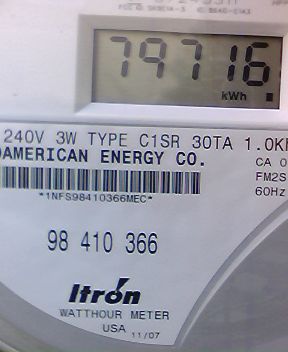 79716
kWh
240V 3W TYPE C1SR 30TA 1.0K
AMERICAN ENERGY CO.
CA 0
FM2S
60Hz
*1NFS98410366MEC*
98 410 366
Itrón
WATTHOUR METER
USA 11/07